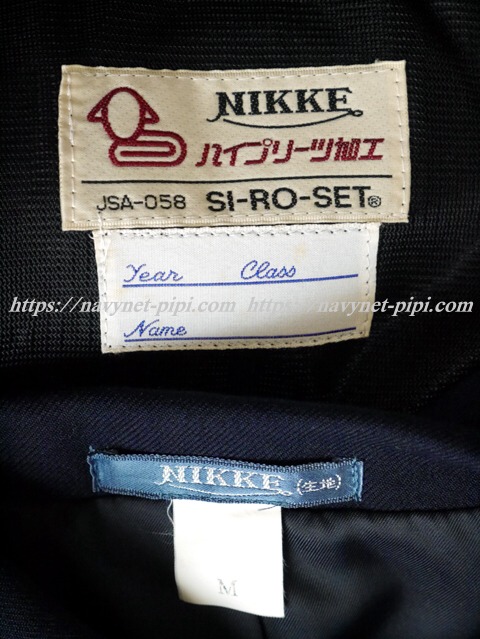 NIKKE
ハイプリーツ加工
JSA-058 SI-RO-SET®
Year Class
https://navynet-pipi.com https://navynet-pipi.com
Name
NIKKE (生地)
M